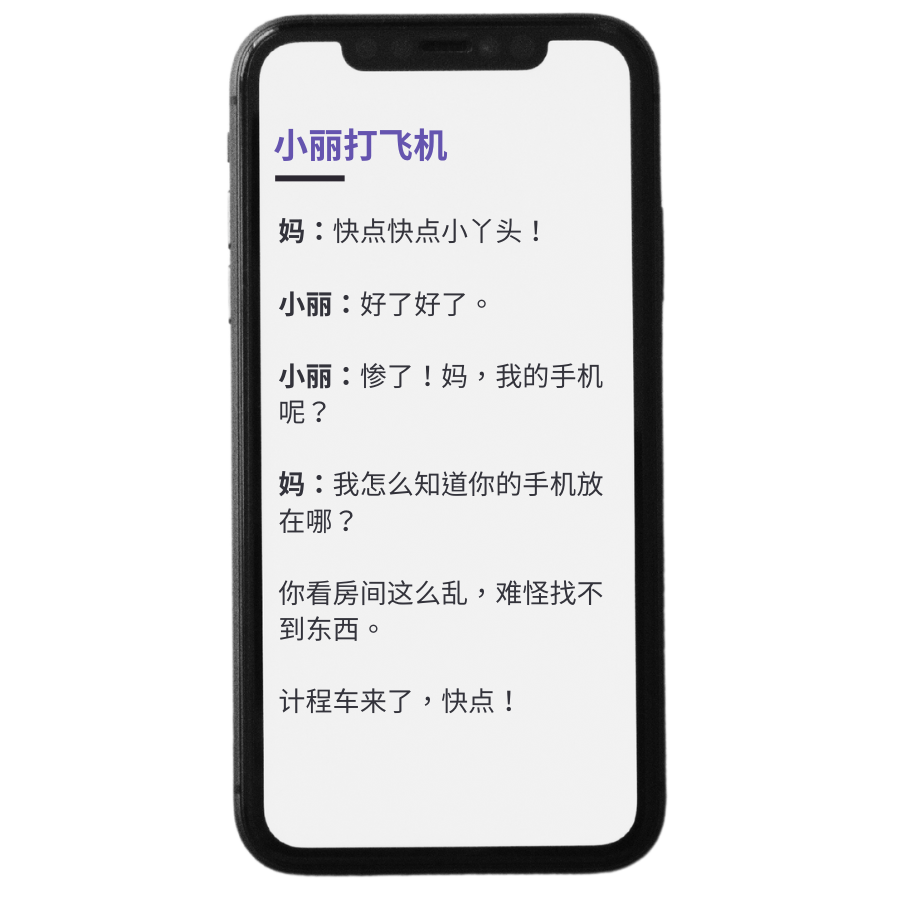 小丽打飞机
妈：快点快点小丫头！
小丽：好了好了。
小丽：惨了！妈，我的手机
呢？
妈：我怎么知道你的手机放
在哪？
你看房间这么乱，难怪找不
到东西。
计程车来了，快点！